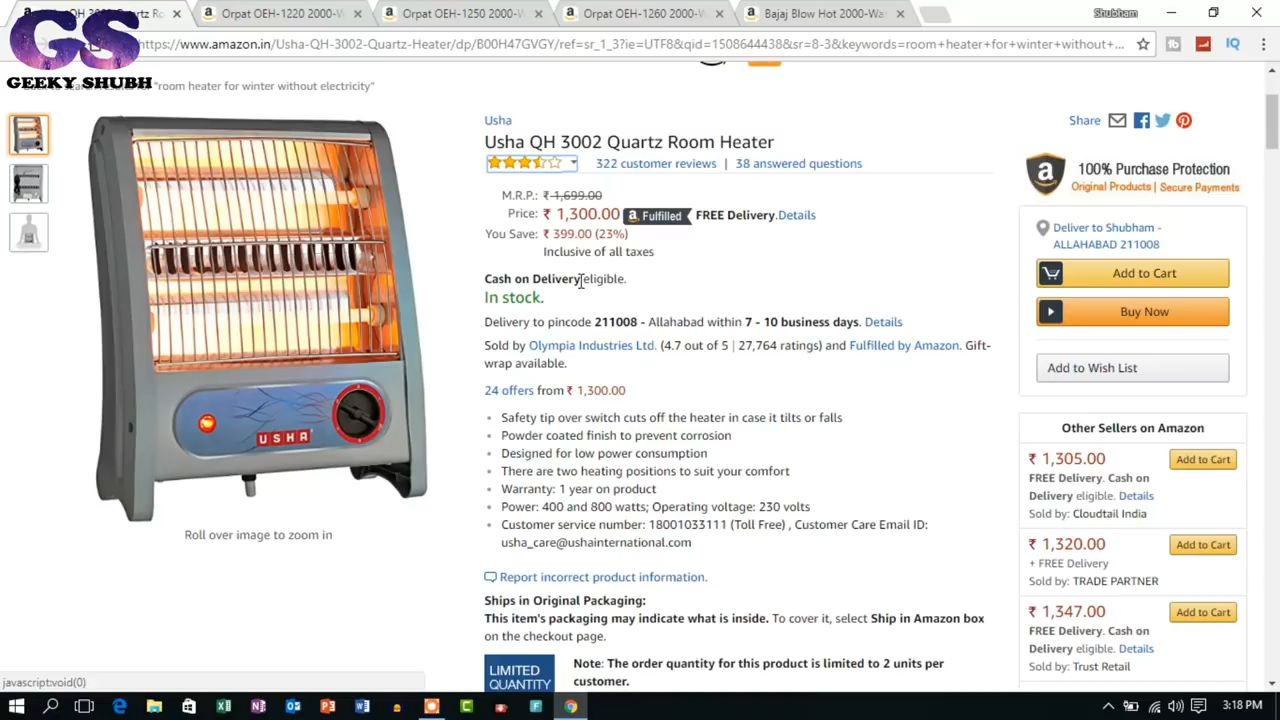 QH 3002 Quartz Ro
Orpat OEH-1220 2000-W
Orpat OEH-1250 2000-W
Orpat OEH-1260 2000-W
Bajaj Blow Hot 2000-Wa
Shubham
https://www.amazon.in/Usha-QH-3002-Quartz-Heater/dp/B00H47GVGY/ref=sr_1_3?ie=UTF8&qid=1508644438&sr=8-3&keywords=room+heater+for+winter+without+...
GS
GEEKY SHUBH
"room heater for winter without electricity"
Usha
Share
Usha QH 3002 Quartz Room Heater
322 customer reviews | 38 answered questions
100% Purchase Protection
Original Products | Secure Payments
M.R.P.: ₹ 1,699.00
Price: ₹ 1,300.00 a Fulfilled FREE Delivery. Details
You Save: ₹ 399.00 (23%)
Inclusive of all taxes
Deliver to Shubham -
ALLAHABAD 211008
Add to Cart
Buy Now
Add to Wish List
Cash on Delivery eligible.
In stock.
Delivery to pincode 211008 - Allahabad within 7 - 10 business days. Details
Sold by Olympia Industries Ltd. (4.7 out of 5 | 27,764 ratings) and Fulfilled by Amazon. Gift-
wrap available.
24 offers from ₹ 1,300.00
• Safety tip over switch cuts off the heater in case it tilts or falls
• Powder coated finish to prevent corrosion
• Designed for low power consumption
• There are two heating positions to suit your comfort
• Warranty: 1 year on product
• Power: 400 and 800 watts; Operating voltage: 230 volts
• Customer service number: 18001033111 (Toll Free) , Customer Care Email ID:
usha_care@ushainternational.com
USHA
Roll over image to zoom in
Report incorrect product information.
Ships in Original Packaging:
This item's packaging may indicate what is inside. To cover it, select Ship in Amazon box
on the checkout page.
LIMITED
QUANTITY
Note: The order quantity for this product is limited to 2 units per
customer.
Other Sellers on Amazon
₹ 1,305.00 Add to Cart
FREE Delivery. Cash on
Delivery eligible. Details
Sold by: Cloudtail India
₹ 1,320.00 Add to Cart
+ FREE Delivery
Sold by: TRADE PARTNER
₹ 1,347.00 Add to Cart
FREE Delivery. Cash on
Delivery eligible. Details
Sold by: Trust Retail
javascript:void(0)
3:18 PM